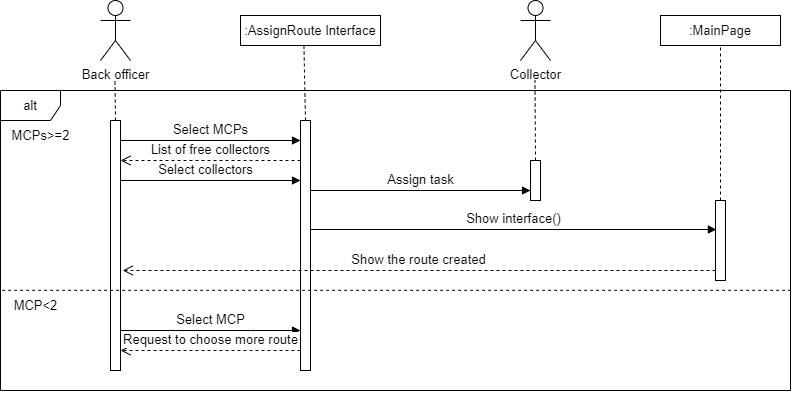 :AssignRoute Interface
:MainPage
Back officer
Collector
alt
MCPs>=2
Select MCPs
List of free collectors
Select collectors
Assign task
Show interface()
Show the route created
MCP<2
Select MCP
Request to choose more route